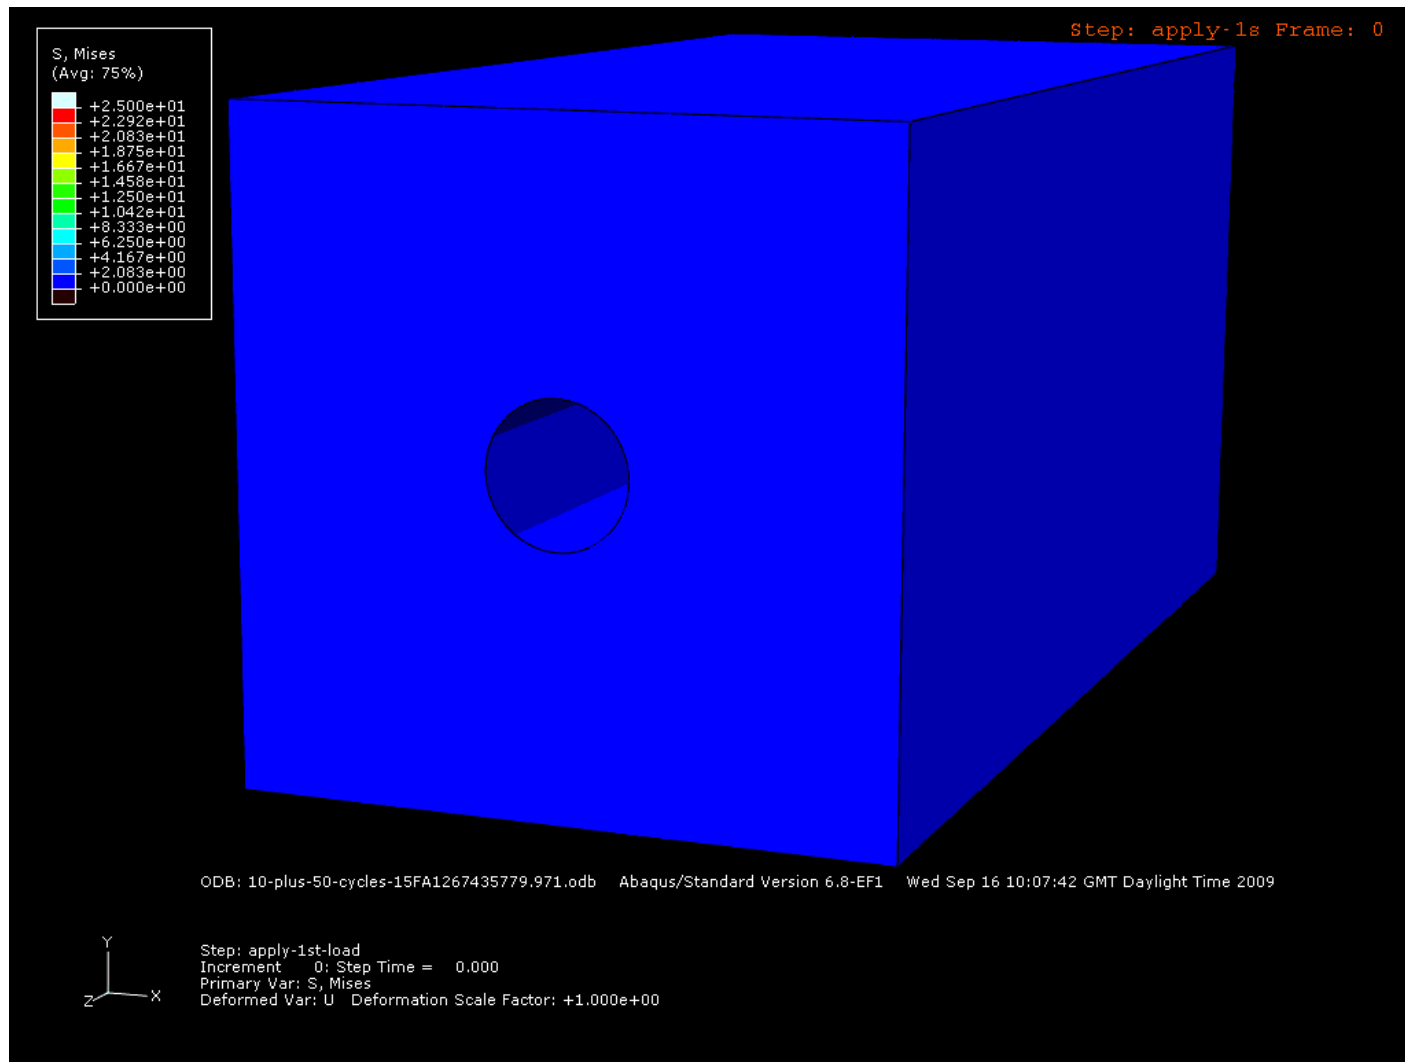 Step: apply-1s Frame: 0
S, Mises
(Avg: 75%)
+2.500e+01
+2.292e+01
+2.083e+01
+1.875e+01
+1.667e+01
+1.458e+01
+1.250e+01
+1.042e+01
+8.333e+00
+6.250e+00
+4.167e+00
+2.083e+00
+0.000e+00
ODB: 10-plus-50-cycles-15FA1267435779.971.odb Abaqus/Standard Version 6.8-EF1 Wed Sep 16 10:07:42 GMT Daylight Time 2009
Y
Z
X
Step: apply-1st-load
Increment 0: Step Time = 0.000
Primary Var: S, Mises
Deformed Var: U Deformation Scale Factor: +1.000e+00